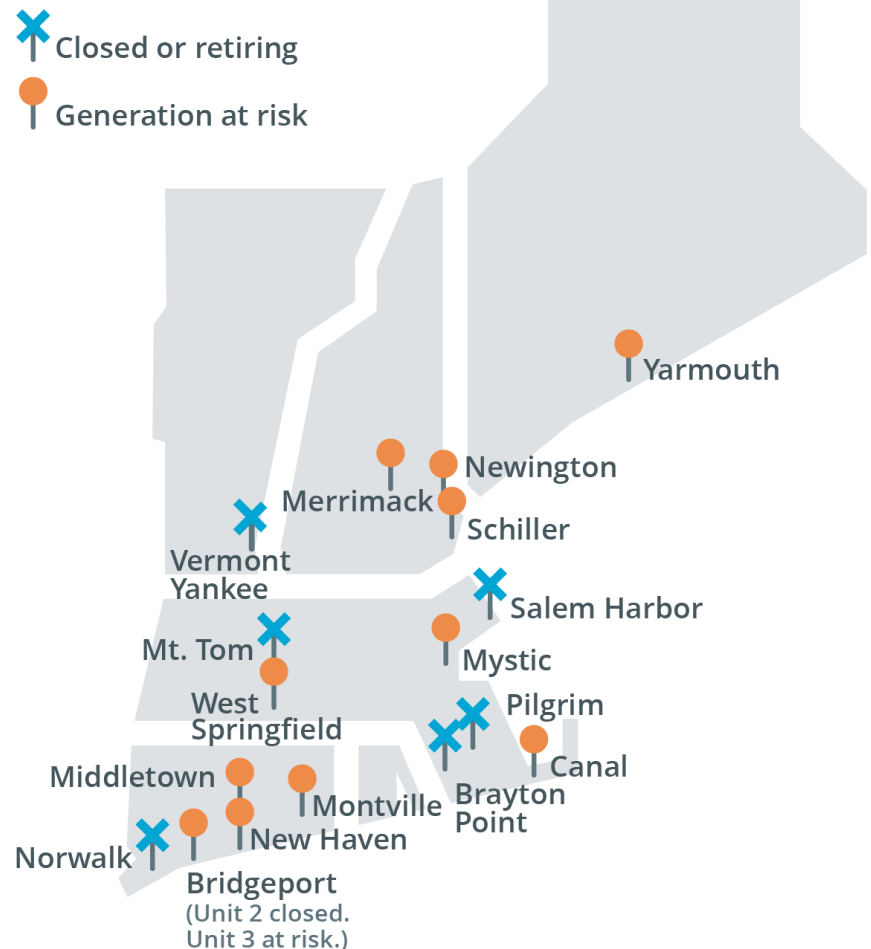 Closed or retiring
Generation at risk
Yarmouth
Newington
Merrimack
Schiller
Vermont
Yankee
Salem Harbor
Mt. Tom
Mystic
West
Springfield
Pilgrim
Canal
Middletown
Brayton
Point
Montville
New Haven
Norwalk
Bridgeport
(Unit 2 closed.
Unit 3 at risk.)